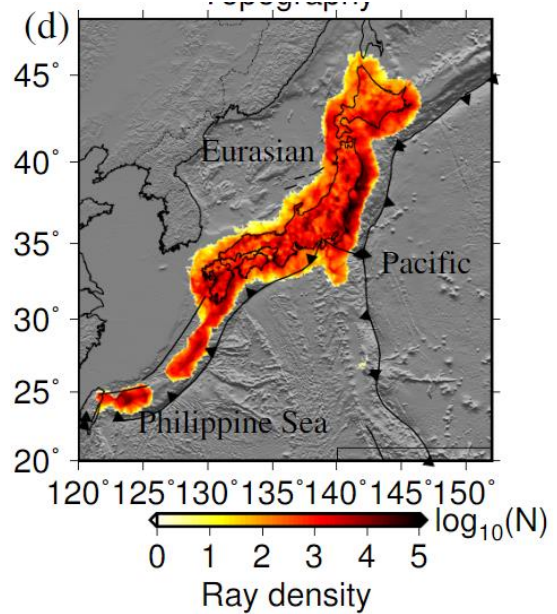 Topography
(d)
45°
40°
35°
30°
25°
20°
Eurasian
Pacific
Philippine Sea
120° 125° 130° 135° 140° 145° 150°
0 1 2 3 4 5
log₁₀(N)
Ray density